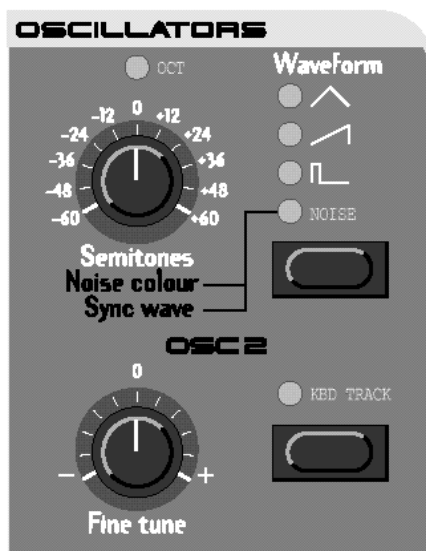 OSCILLATORS
OCT
Waveform
-12 0 +12
-24 +24
-36 +36
-48 +48
-60 +60
NOISE
Semitones
Noise colour
Sync wave
OSC 2
0
KBD TRACK
- +
Fine tune